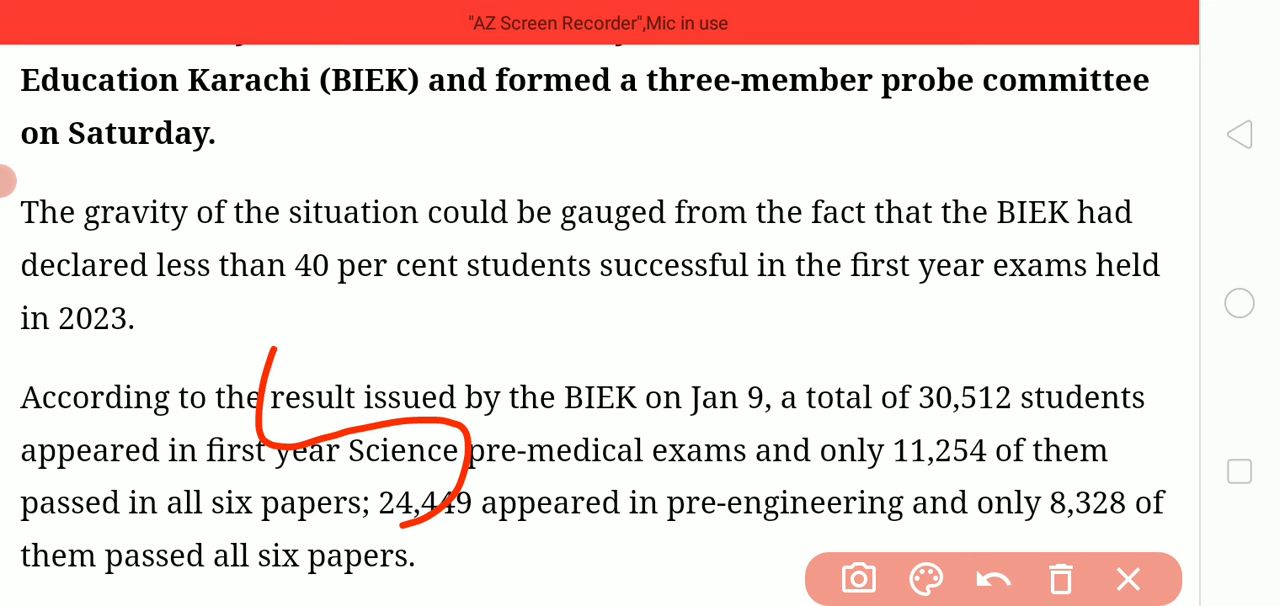 "AZ Screen Recorder",Mic in use
Education Karachi (BIEK) and formed a three-member probe committee
on Saturday.
The gravity of the situation could be gauged from the fact that the BIEK had
declared less than 40 per cent students successful in the first year exams held
in 2023.
According to the result issued by the BIEK on Jan 9, a total of 30,512 students
appeared in first year Science pre-medical exams and only 11,254 of them
passed in all six papers; 24,449 appeared in pre-engineering and only 8,328 of
them passed all six papers.